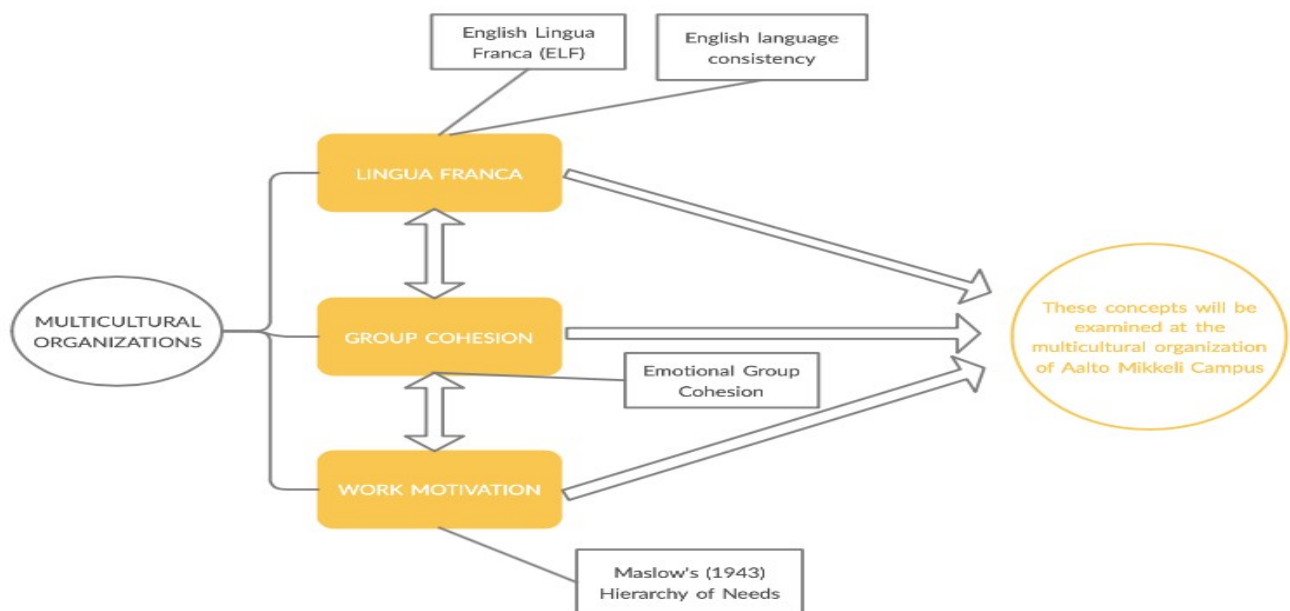 English Lingua
Franca (ELF)
English language
consistency
LINGUA FRANCA
MULTICULTURAL
ORGANIZATIONS
GROUP COHESION
Emotional Group
Cohesion
WORK MOTIVATION
Maslow's (1943)
Hierarchy of Needs
These concepts will be
examined at the
multicultural organization
of Aalto Mikkeli Campus